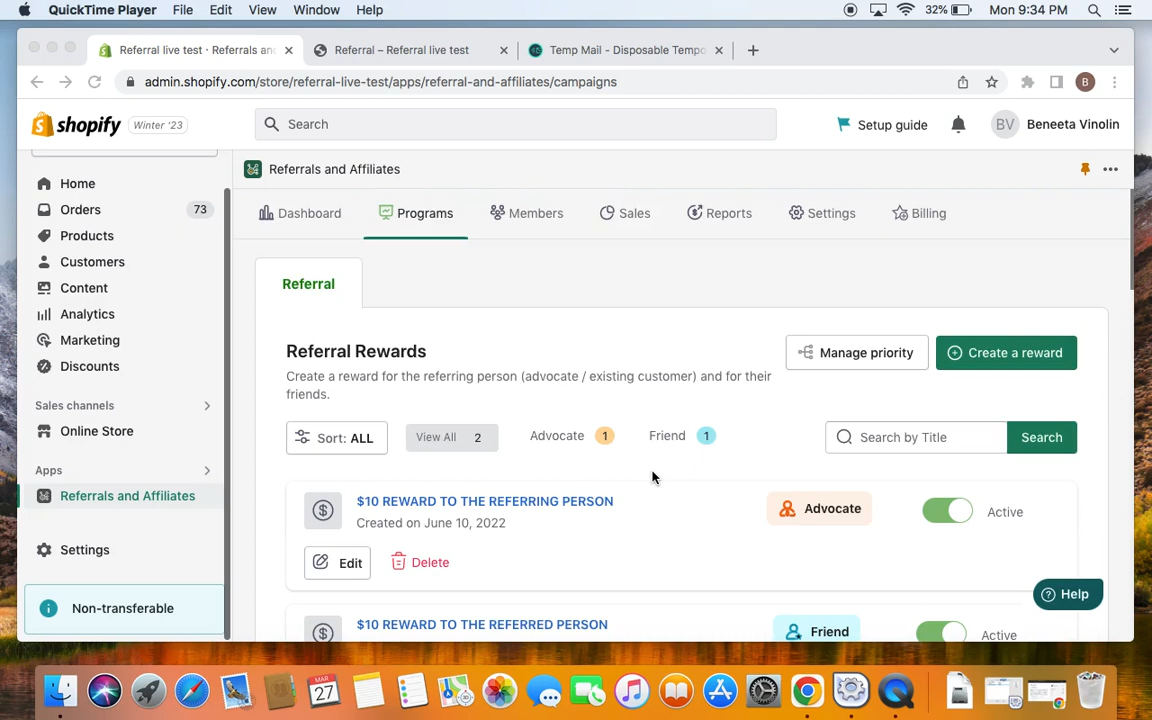 QuickTime Player File Edit View Window Help 32% Mon 9:34 PM
Referral live test · Referrals and Referral – Referral live test Temp Mail - Disposable Tempo
admin.shopify.com/store/referral-live-test/apps/referral-and-affiliates/campaigns B
shopify Winter '23 Search Setup guide BV Beneeta Vinolin
Referrals and Affiliates
Home
Orders 73
Products
Customers
Content
Analytics
Marketing
Discounts
Sales channels
Online Store
Apps
Referrals and Affiliates
Settings
Non-transferable
Dashboard Programs Members Sales Reports Settings Billing
Referral
Referral Rewards Manage priority Create a reward
Create a reward for the referring person (advocate / existing customer) and for their
friends.
Sort: ALL View All 2 Advocate 1 Friend 1 Search by Title Search
$10 REWARD TO THE REFERRING PERSON Advocate Active
Created on June 10, 2022
Edit Delete
Help
$10 REWARD TO THE REFERRED PERSON Friend Active
MAR
27